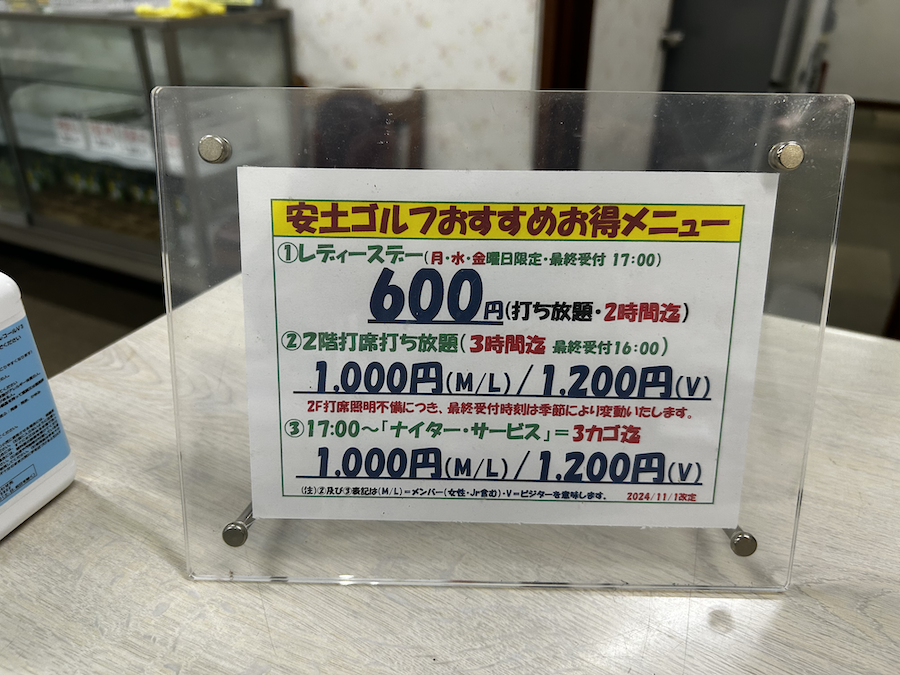 安土ゴルフおすすめお得メニュー
①レディースデー(月・水・金曜日限定・最終受付 17:00)
600円(打ち放題・2時間迄)
②2階打席打ち放題(3時間迄 最終受付16:00)
1,000円(M/L)/1,200円(V)
2F打席照明不備につき、最終受付時刻は季節により変動いたします。
③17:00～「ナイター・サービス」=3カゴ迄
1,000円(M/L)/1,200円(V)
(注)②及び③表記は(M/L)=メンバー(女性・Jr含む)・V=ビジターを意味します。 2024/11/1改定